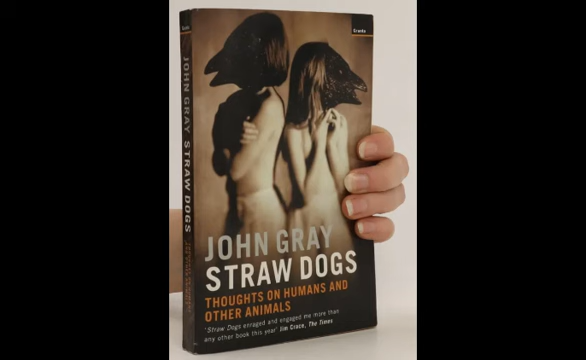 Granta
JOHN GRAY
STRAW DOGS
THOUGHTS ON HUMANS AND
OTHER ANIMALS
'Straw Dogs enraged and engaged me more than
any other book this year' Jim Crace, The Times
JOHN GRAY STRAW DOGS